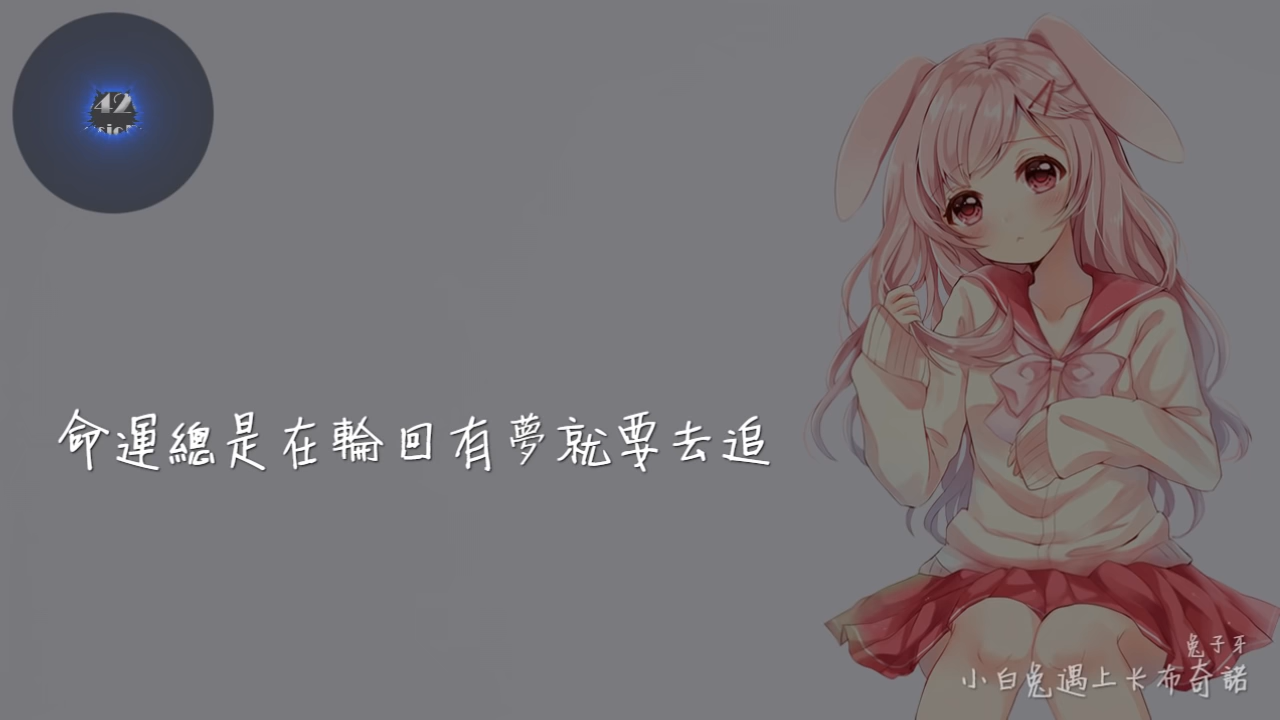 42
命運總是在輪回有夢就要去追
兔子牙
小白兔遇上卡布奇諾